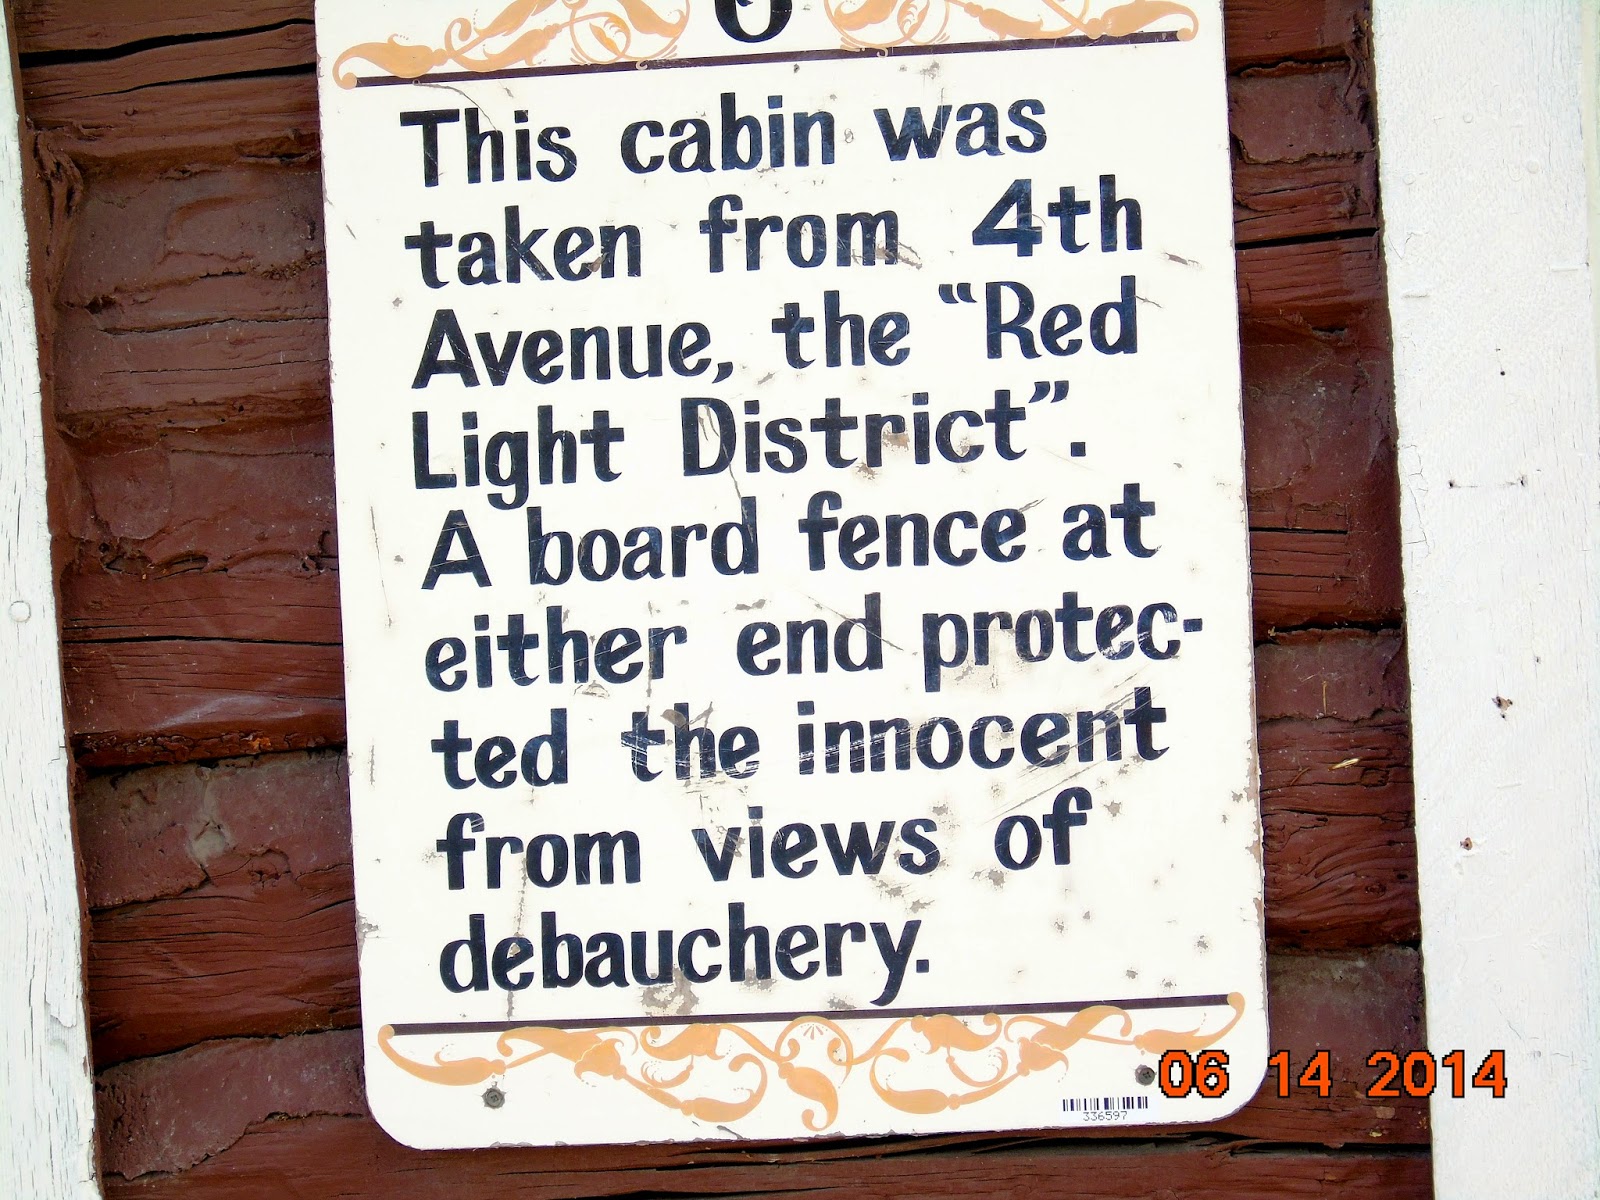 This cabin was
taken from 4th
Avenue, the “Red
Light District”.
A board fence at
either end protec-
ted the innocent
from views of
debauchery.
336597
06 14 2014